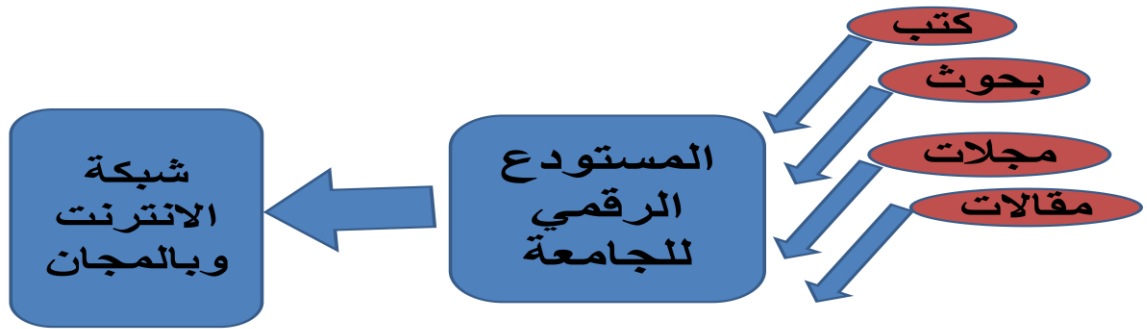 كتب
بحوث
مجلات
مقالات
المستودع
الرقمي
للجامعة
شبكة
الانترنت
وبالمجان